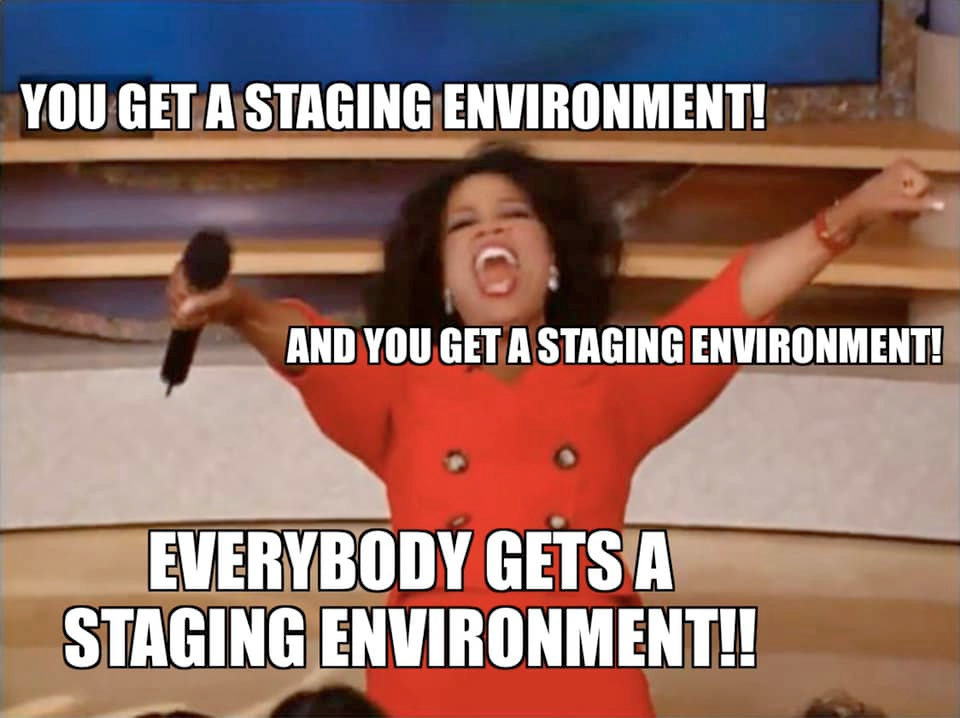 YOU GET A STAGING ENVIRONMENT!
AND YOU GET A STAGING ENVIRONMENT!
EVERYBODY GETS A
STAGING ENVIRONMENT!!